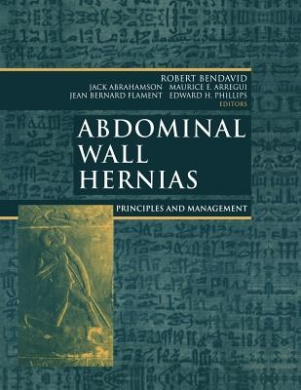 ROBERT BENDAVID
JACK ABRAHAMSON MAURICE E. ARREGUI
JEAN BERNARD FLAMENT EDWARD H. PHILLIPS
EDITORS
ABDOMINAL
WALL
HERNIAS
PRINCIPLES AND MANAGEMENT